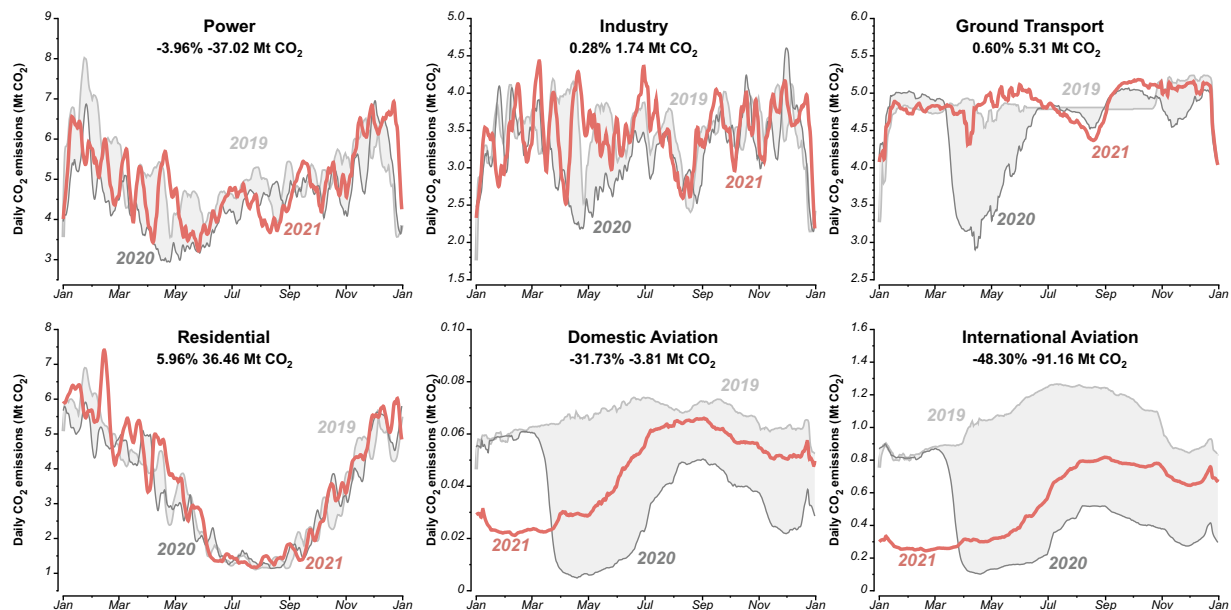 Power
-3.96% -37.02 Mt CO₂
Daily CO₂ emissions (Mt CO₂)
9
8
7
6
5
4
3
2019
2020
2021
Jan Mar May Jul Sep Nov Jan
Industry
0.28% 1.74 Mt CO₂
Daily CO₂ emissions (Mt CO₂)
5.0
4.5
4.0
3.5
3.0
2.5
2.0
1.5
2019
2021
2020
Jan Mar May Jul Sep Nov Jan
Ground Transport
0.60% 5.31 Mt CO₂
Daily CO₂ emissions (Mt CO₂)
6.0
5.5
5.0
4.5
4.0
3.5
3.0
2.5
2019
2021
2020
Jan Mar May Jul Sep Nov Jan
Residential
5.96% 36.46 Mt CO₂
Daily CO₂ emissions (Mt CO₂)
8
7
6
5
4
3
2
1
2019
2020
2021
Jan Mar May Jul Sep Nov Jan
Domestic Aviation
-31.73% -3.81 Mt CO₂
Daily CO₂ emissions (Mt CO₂)
0.10
0.08
0.06
0.04
0.02
0
2019
2021
2020
Jan Mar May Jul Sep Nov Jan
International Aviation
-48.30% -91.16 Mt CO₂
Daily CO₂ emissions (Mt CO₂)
1.6
1.4
1.2
1.0
0.8
0.6
0.4
0.2
0
2019
2021
2020
Jan Mar May Jul Sep Nov Jan